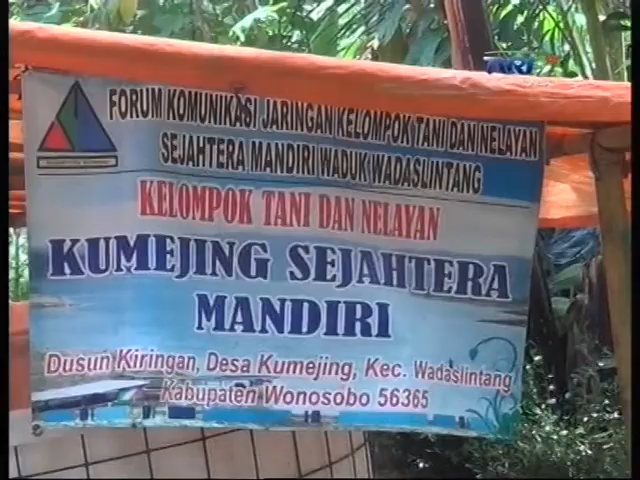 FORUM KOMUNIKASI JARINGAN KELOMPOK TANI DAN NELAYAN
SEJAHTERA MANDIRI WADUK WADASLINTANG
KELOMPOK TANI DAN NELAYAN
KUMEJING SEJAHTERA
MANDIRI
Dusun Kiringan, Desa Kumejing, Kec. Wadaslintang
Kabupaten Wonosobo 56365